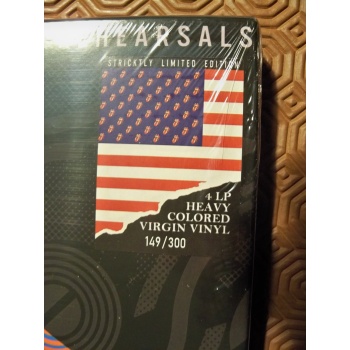 HEARSALS
STRICKTLY LIMITED EDITION
4 LP
HEAVY
COLORED
VIRGIN VINYL
149/300